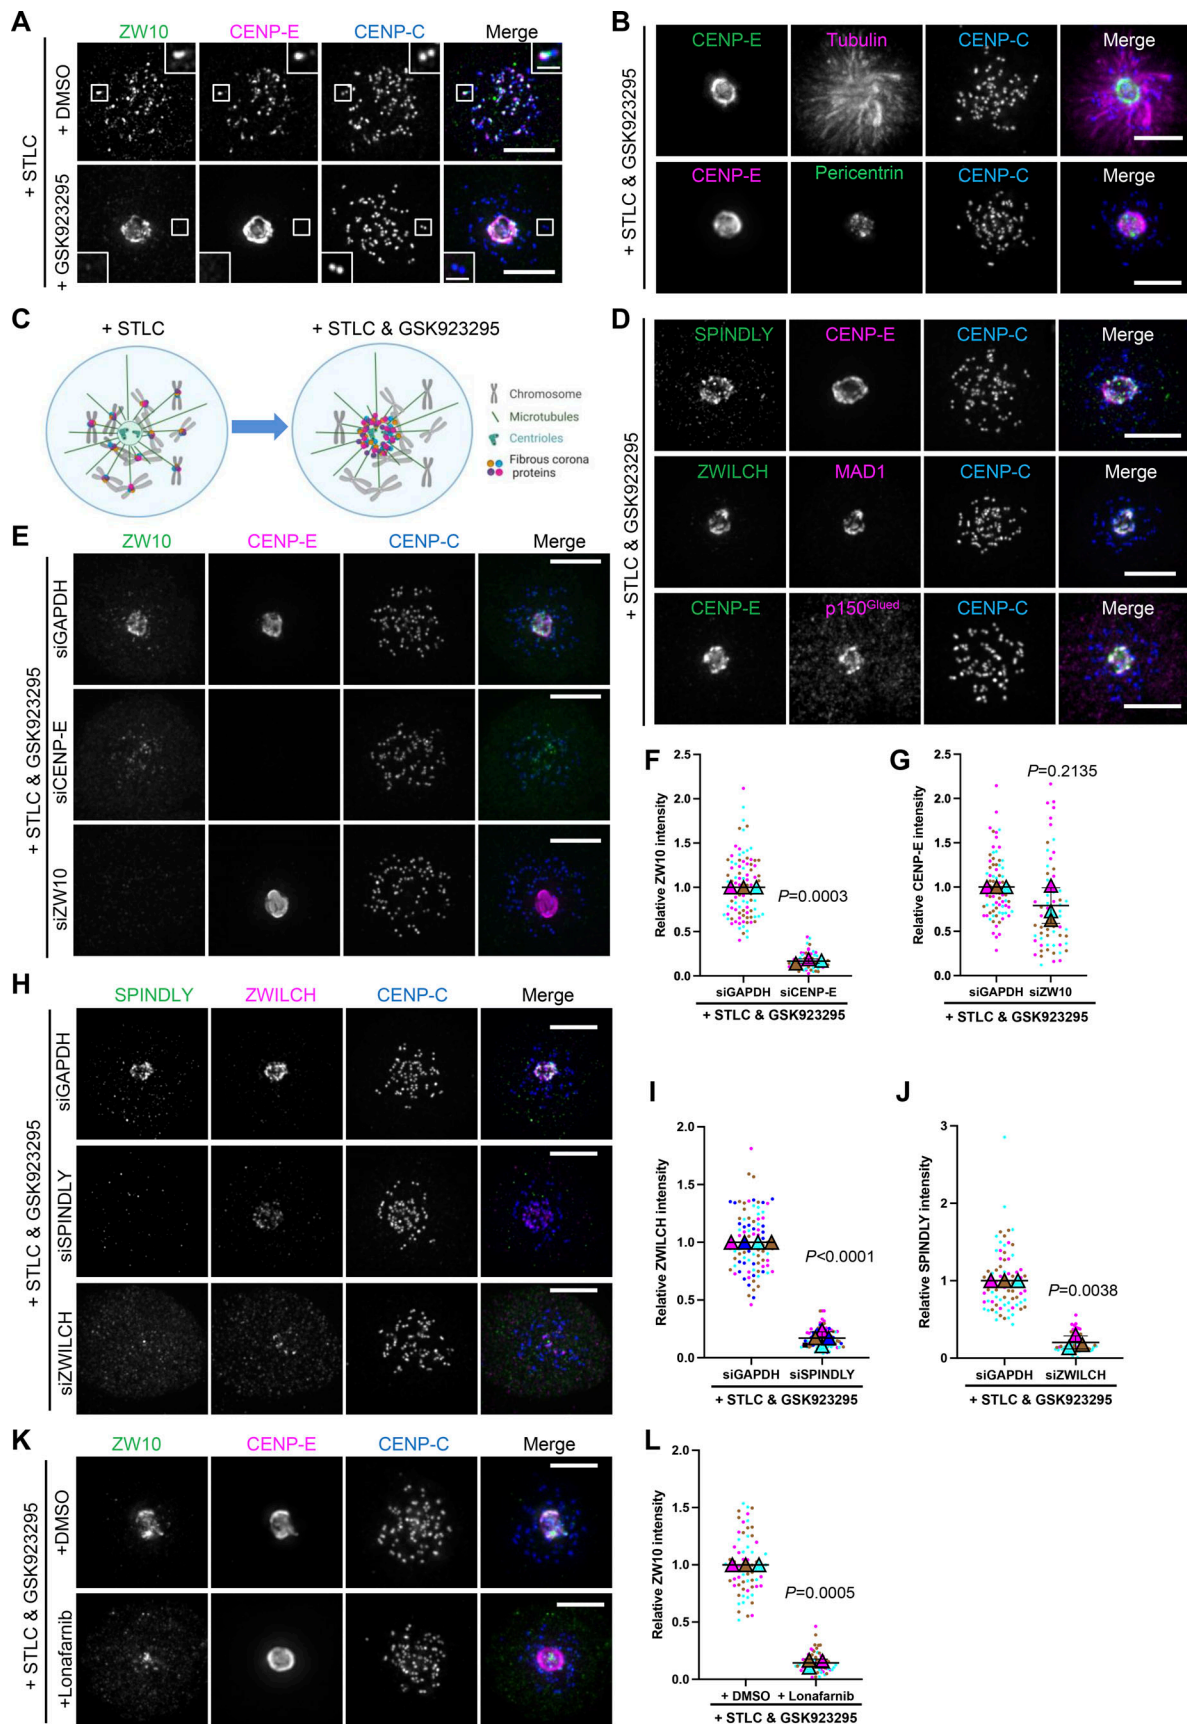 A
ZW10 CENP-E CENP-C Merge
+ STLC
+ DMSO
+ GSK923295
B
+ STLC & GSK923295
CENP-E Tubulin CENP-C Merge
CENP-E Pericentrin CENP-C Merge
C
+ STLC + STLC & GSK923295
Chromosome
Microtubules
Centrioles
Fibrous corona
proteins
D
+ STLC & GSK923295
SPINDLY CENP-E CENP-C Merge
ZWILCH MAD1 CENP-C Merge
CENP-E p150Glued CENP-C Merge
E
ZW10 CENP-E CENP-C Merge
+ STLC & GSK923295
siGAPDH
siCENP-E
siZW10
F
Relative ZW10 intensity
2.5
2.0
1.5
1.0
0.5
0.0
P=0.0003
siGAPDH siCENP-E
+ STLC & GSK923295
G
Relative CENP-E intensity
2.5
2.0
1.5
1.0
0.5
0.0
P=0.2135
siGAPDH siZW10
+ STLC & GSK923295
H
SPINDLY ZWILCH CENP-C Merge
+ STLC & GSK923295
siGAPDH
siSPINDLY
siZWILCH
I
Relative ZWILCH intensity
2.0
1.5
1.0
0.5
0.0
P<0.0001
siGAPDH siSPINDLY
+ STLC & GSK923295
J
Relative SPINDLY intensity
3
2
1
0
P=0.0038
siGAPDH siZWILCH
+ STLC & GSK923295
K
ZW10 CENP-E CENP-C Merge
+ STLC & GSK923295
+DMSO
+Lonafarnib
L
Relative ZW10 intensity
2.0
1.5
1.0
0.5
0.0
P=0.0005
+ DMSO + Lonafarnib
+ STLC & GSK923295